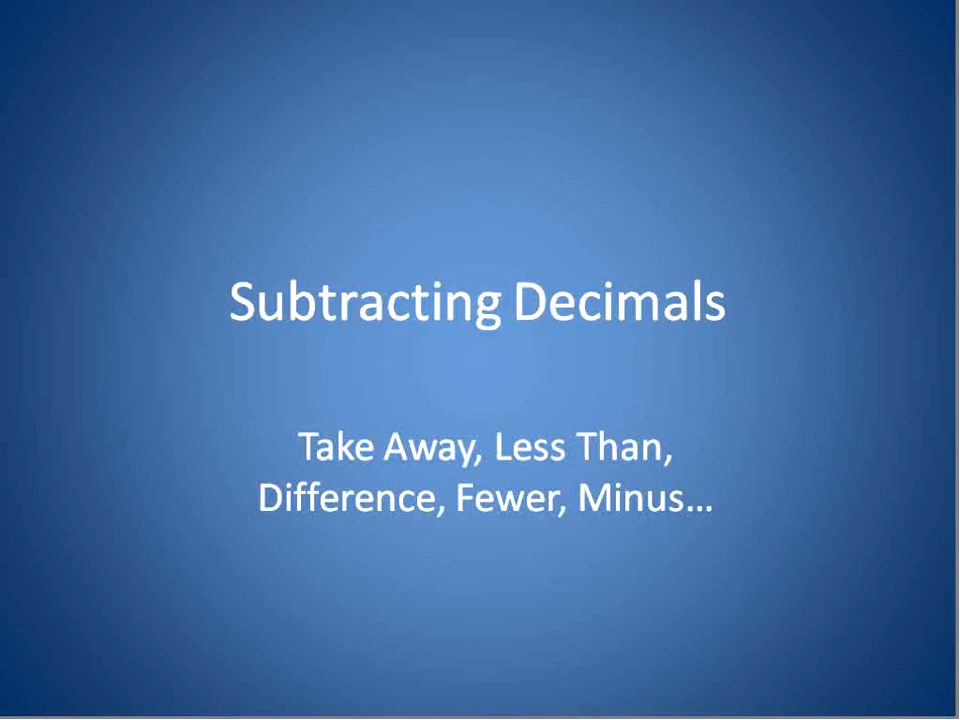 Subtracting Decimals
Take Away, Less Than,
Difference, Fewer, Minus…